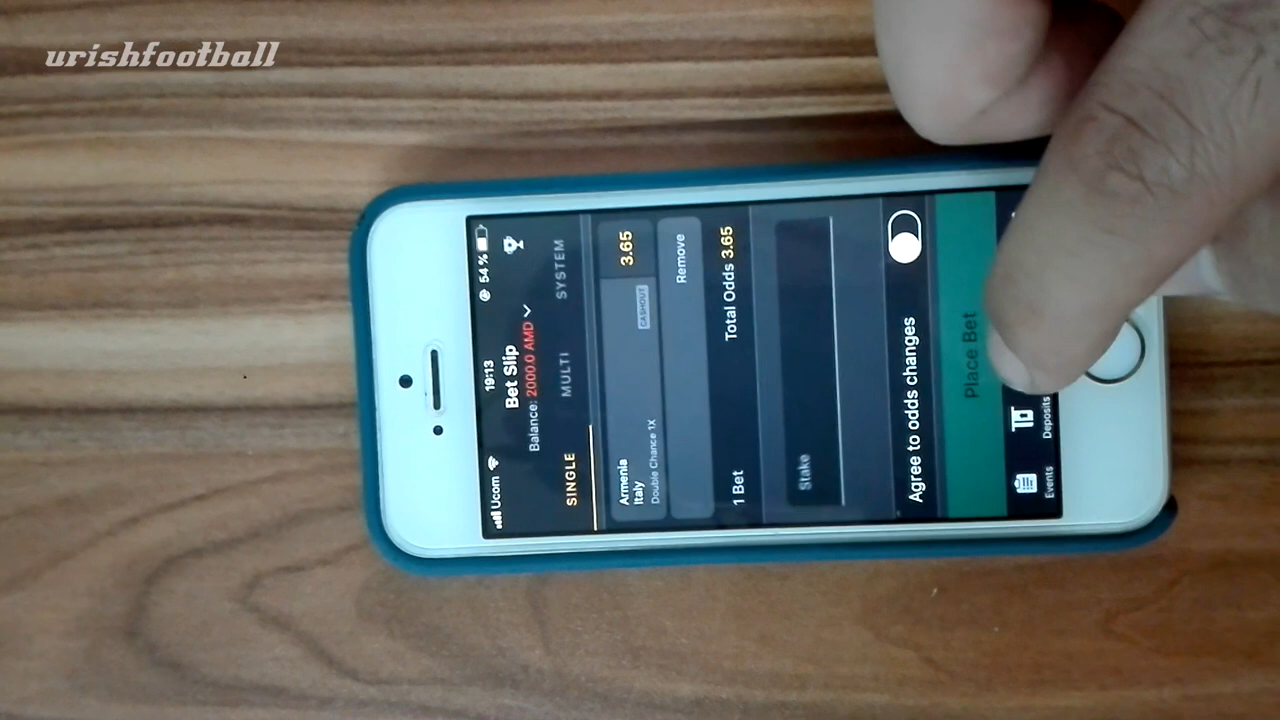 urishfootball
Ucom 19:13 54 %
Bet Slip
Balance: 2000.0 AMD
SINGLE MULTI SYSTEM
Armenia
Italy
Double Chance 1X
CASHOUT
3.65
Remove
1 Bet Total Odds 3.65
Stake
Agree to odds changes
Place Bet
Events Deposits